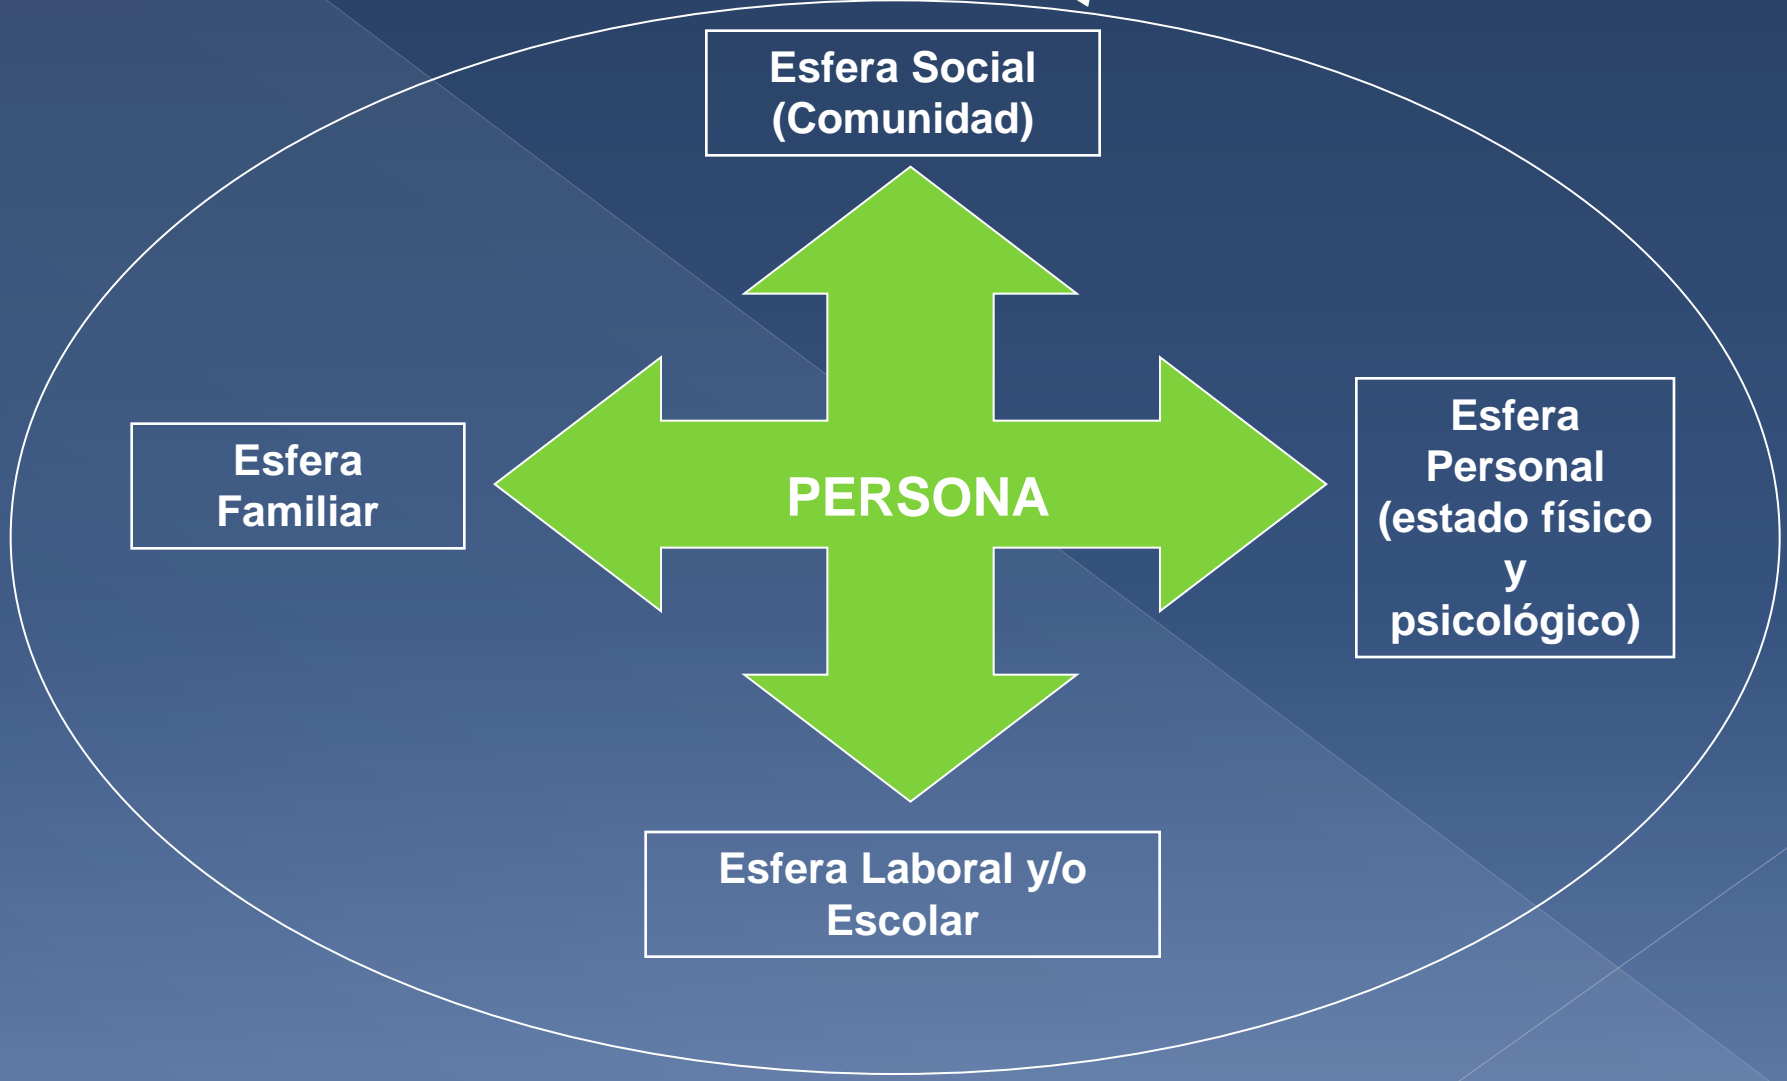 Esfera Social
(Comunidad)
Esfera
Familiar
PERSONA
Esfera
Personal
(estado físico
y
psicológico)
Esfera Laboral y/o
Escolar